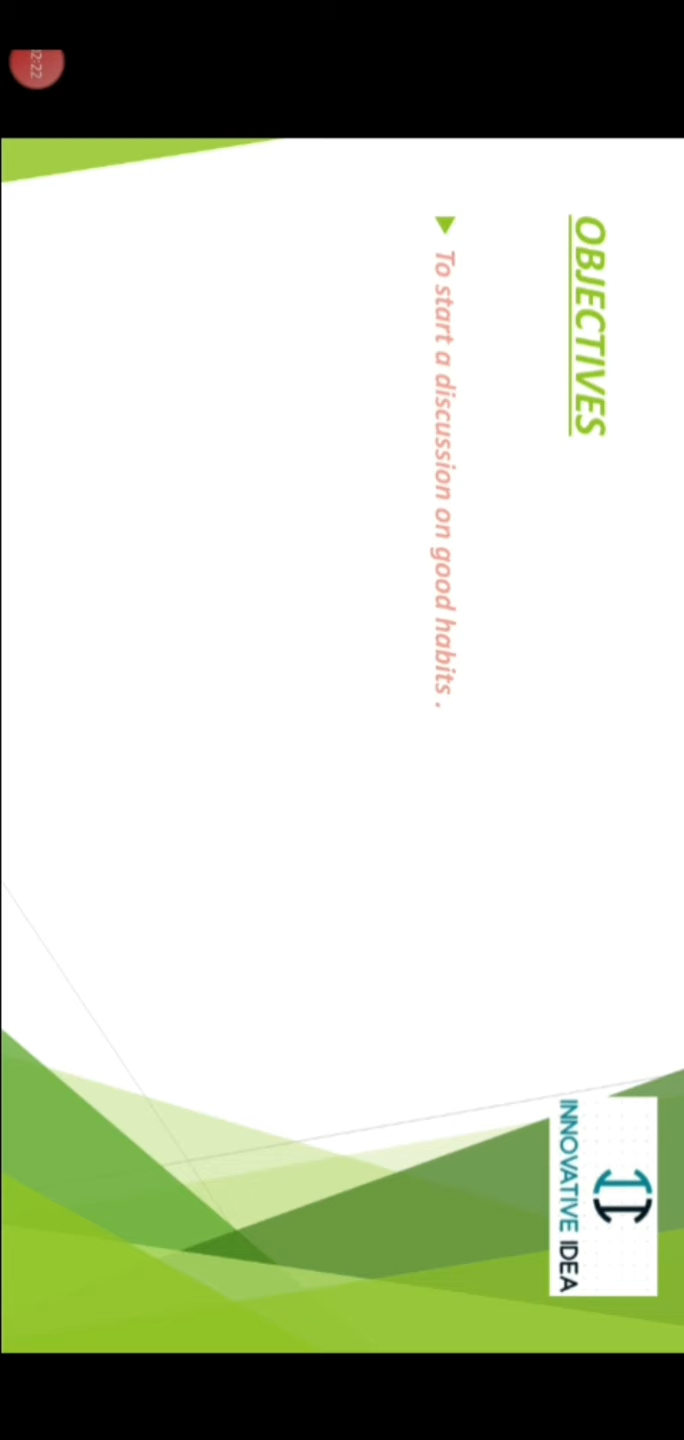 OBJECTIVES
To start a discussion on good habits .
INNOVATIVE IDEA